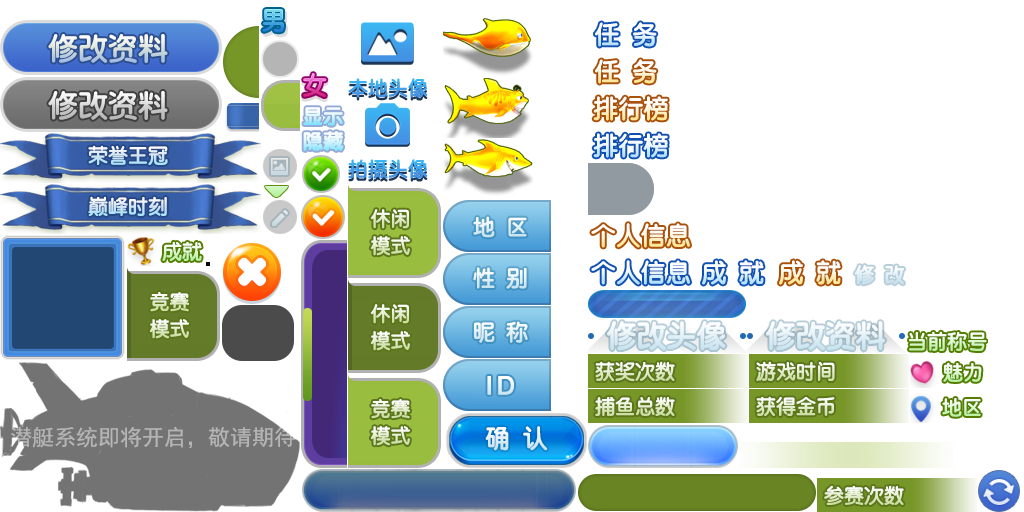 修改资料
修改资料
荣誉王冠
巅峰时刻
成就
竞赛
模式
潜艇系统即将开启，敬请期待
男
女
显示
隐藏
本地头像
拍摄头像
休闲
模式
休闲
模式
竞赛
模式
地 区
性 别
昵 称
ID
确 认
任 务
任 务
排行榜
排行榜
个人信息
个人信息 成 就 成 就 修 改
修改头像 修改资料
当前称号
获奖次数 游戏时间 魅力
捕鱼总数 获得金币 地区
参赛次数